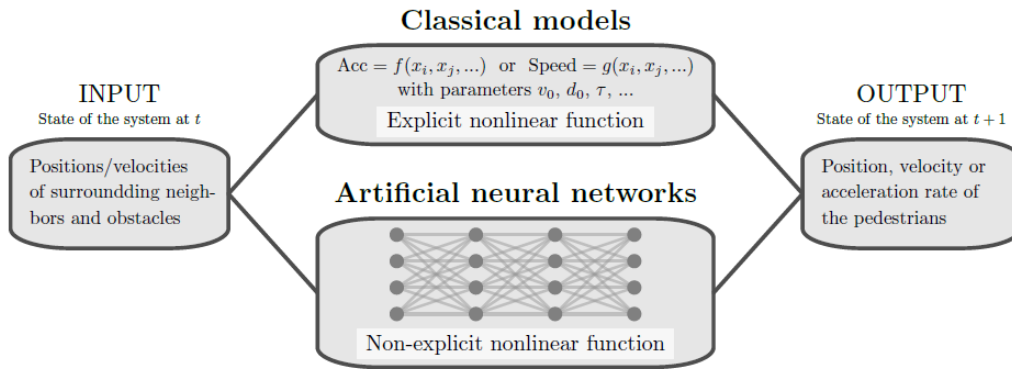 Classical models
Acc = f(x_i, x_j, ...) or Speed = g(x_i, x_j, ...)
with parameters v_0, d_0, τ, ...
Explicit nonlinear function
INPUT
State of the system at t
Positions/velocities
of surroundding neigh-
bors and obstacles
Artificial neural networks
Non-explicit nonlinear function
OUTPUT
State of the system at t + 1
Position, velocity or
acceleration rate of
the pedestrians